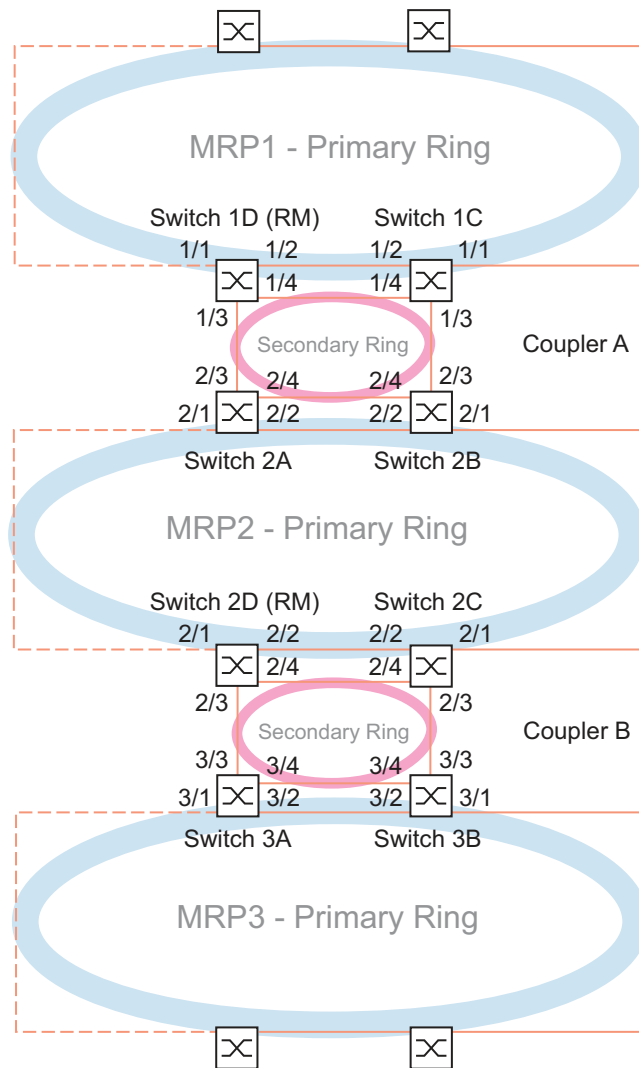 MRP1 - Primary Ring
Switch 1D (RM) Switch 1C
1/1 1/2 1/2 1/1
1/4 1/4
1/3 1/3
Secondary Ring Coupler A
2/3 2/4 2/4 2/3
2/1 2/2 2/2 2/1
Switch 2A Switch 2B
MRP2 - Primary Ring
Switch 2D (RM) Switch 2C
2/1 2/2 2/2 2/1
2/4 2/4
2/3 2/3
Secondary Ring Coupler B
3/3 3/4 3/4 3/3
3/1 3/2 3/2 3/1
Switch 3A Switch 3B
MRP3 - Primary Ring